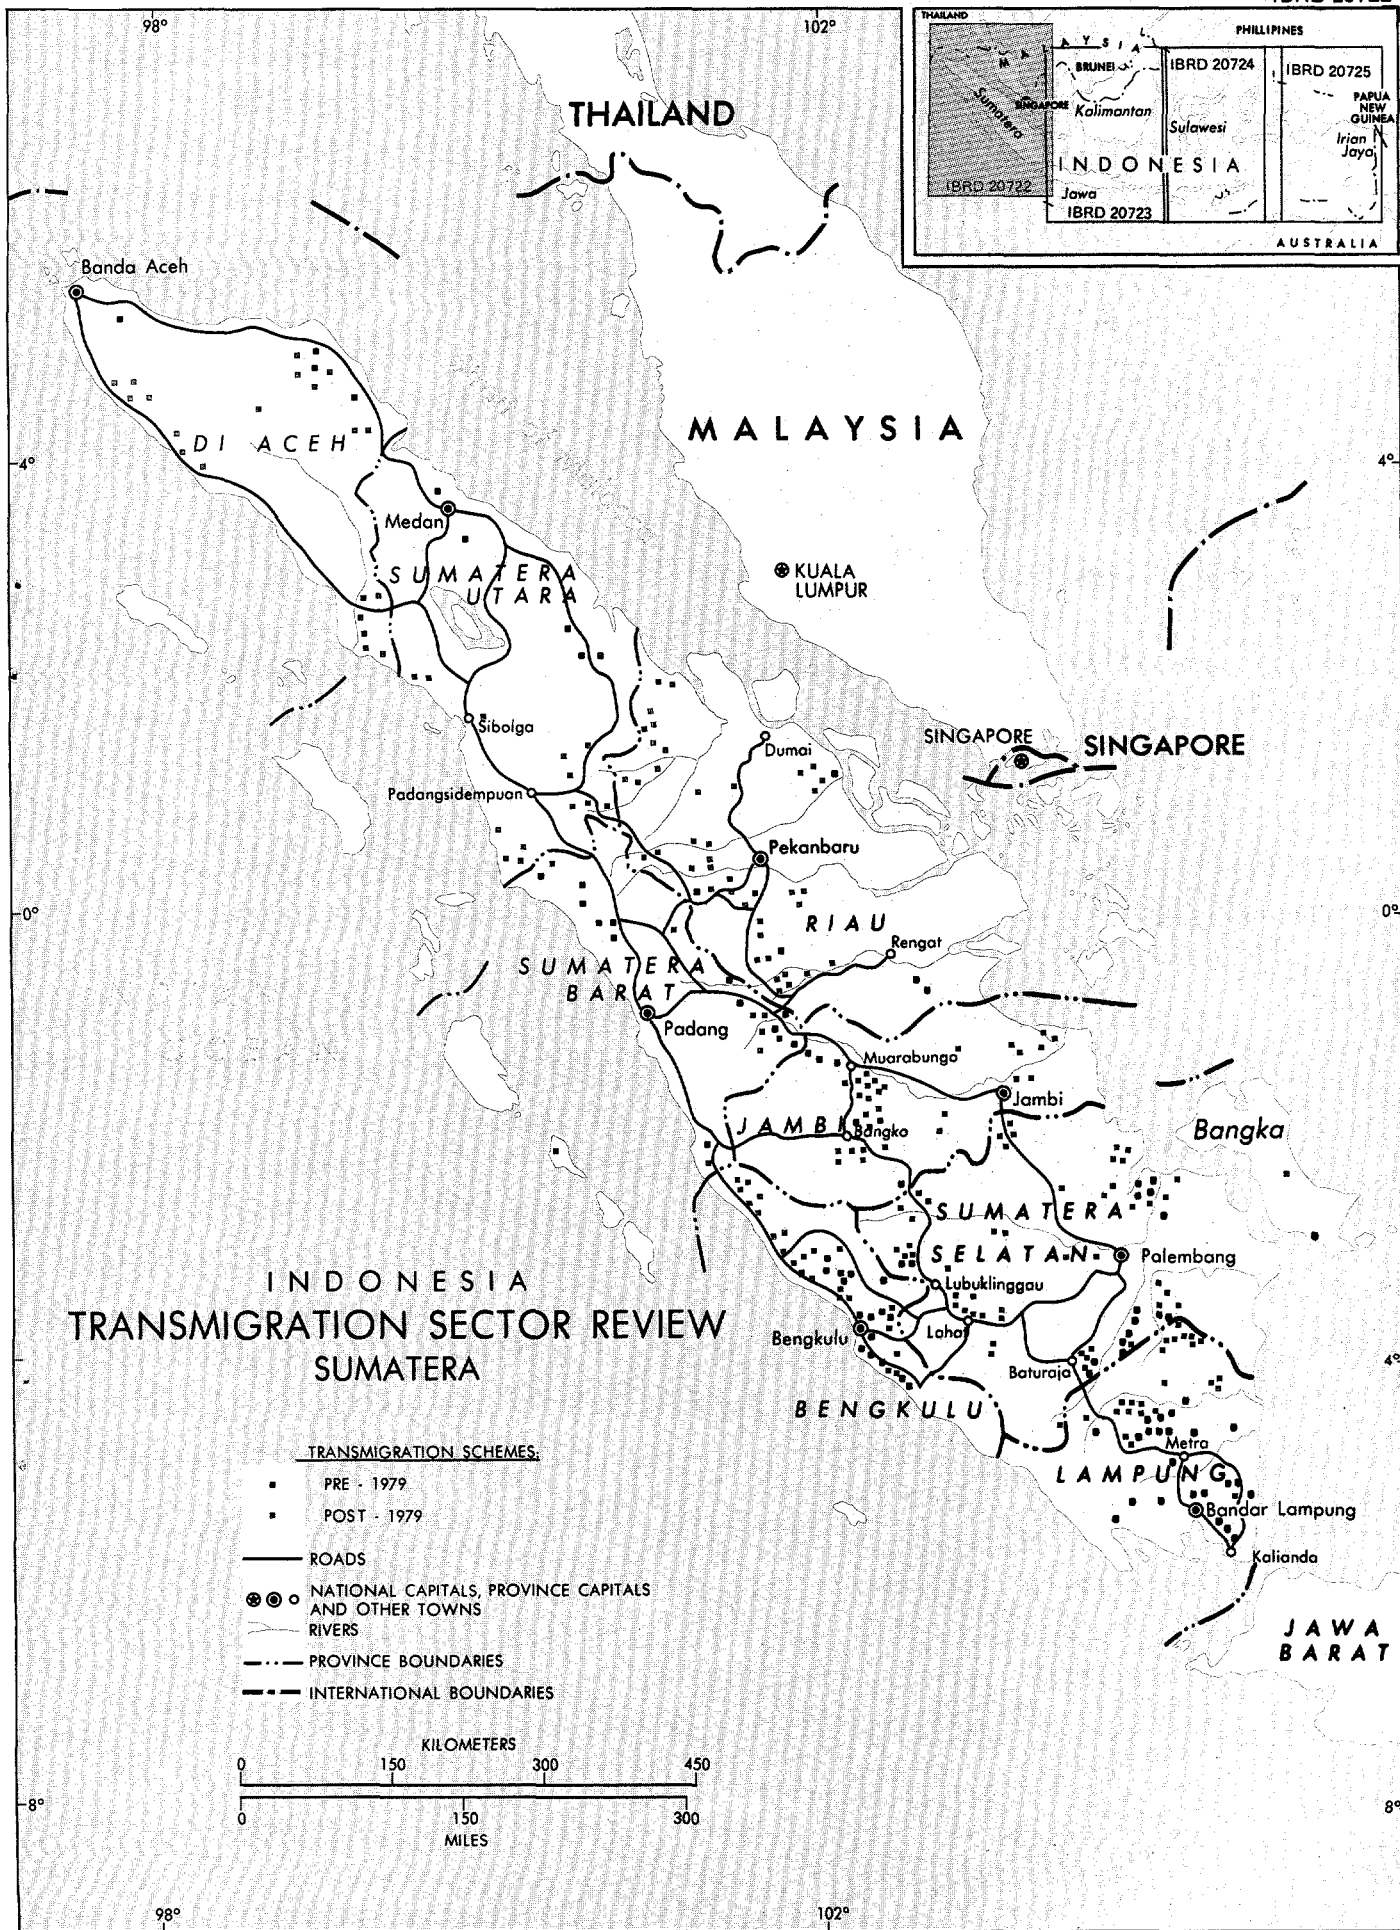 98°
102°
THAILAND
MALAYSIA
PHILLIPINES
BRUNEI
IBRD 20724
IBRD 20725
SINGAPORE
Sumatera
Kalimantan
Sulawesi
PAPUA
NEW
GUINEA
Irian
Jaya
INDONESIA
IBRD 20722
Jawa
IBRD 20723
AUSTRALIA
THAILAND
Banda Aceh
MALAYSIA
DI ACEH
4°
4°
Medan
SUMATERA
UTARA
KUALA
LUMPUR
Sibolga
Dumai
SINGAPORE
SINGAPORE
Padangsidempuan
Pekanbaru
0°
0°
RIAU
Rengat
SUMATERA
BARAT
Padang
Muarabungo
Jambi
JAMBI
Bangko
Bangka
SUMATERA
SELATAN
Palembang
Lubuklinggau
INDONESIA
TRANSMIGRATION SECTOR REVIEW
SUMATERA
Bengkulu
Lahat
Baturaja
4°
BENGKULU
Metra
LAMPUNG
Bandar Lampung
Kalianda
TRANSMIGRATION SCHEMES:
PRE - 1979
POST - 1979
ROADS
NATIONAL CAPITALS, PROVINCE CAPITALS
AND OTHER TOWNS
RIVERS
PROVINCE BOUNDARIES
INTERNATIONAL BOUNDARIES
JAWA
BARAT
KILOMETERS
0 150 300 450
0 150 300
MILES
8°
8°
98°
102°